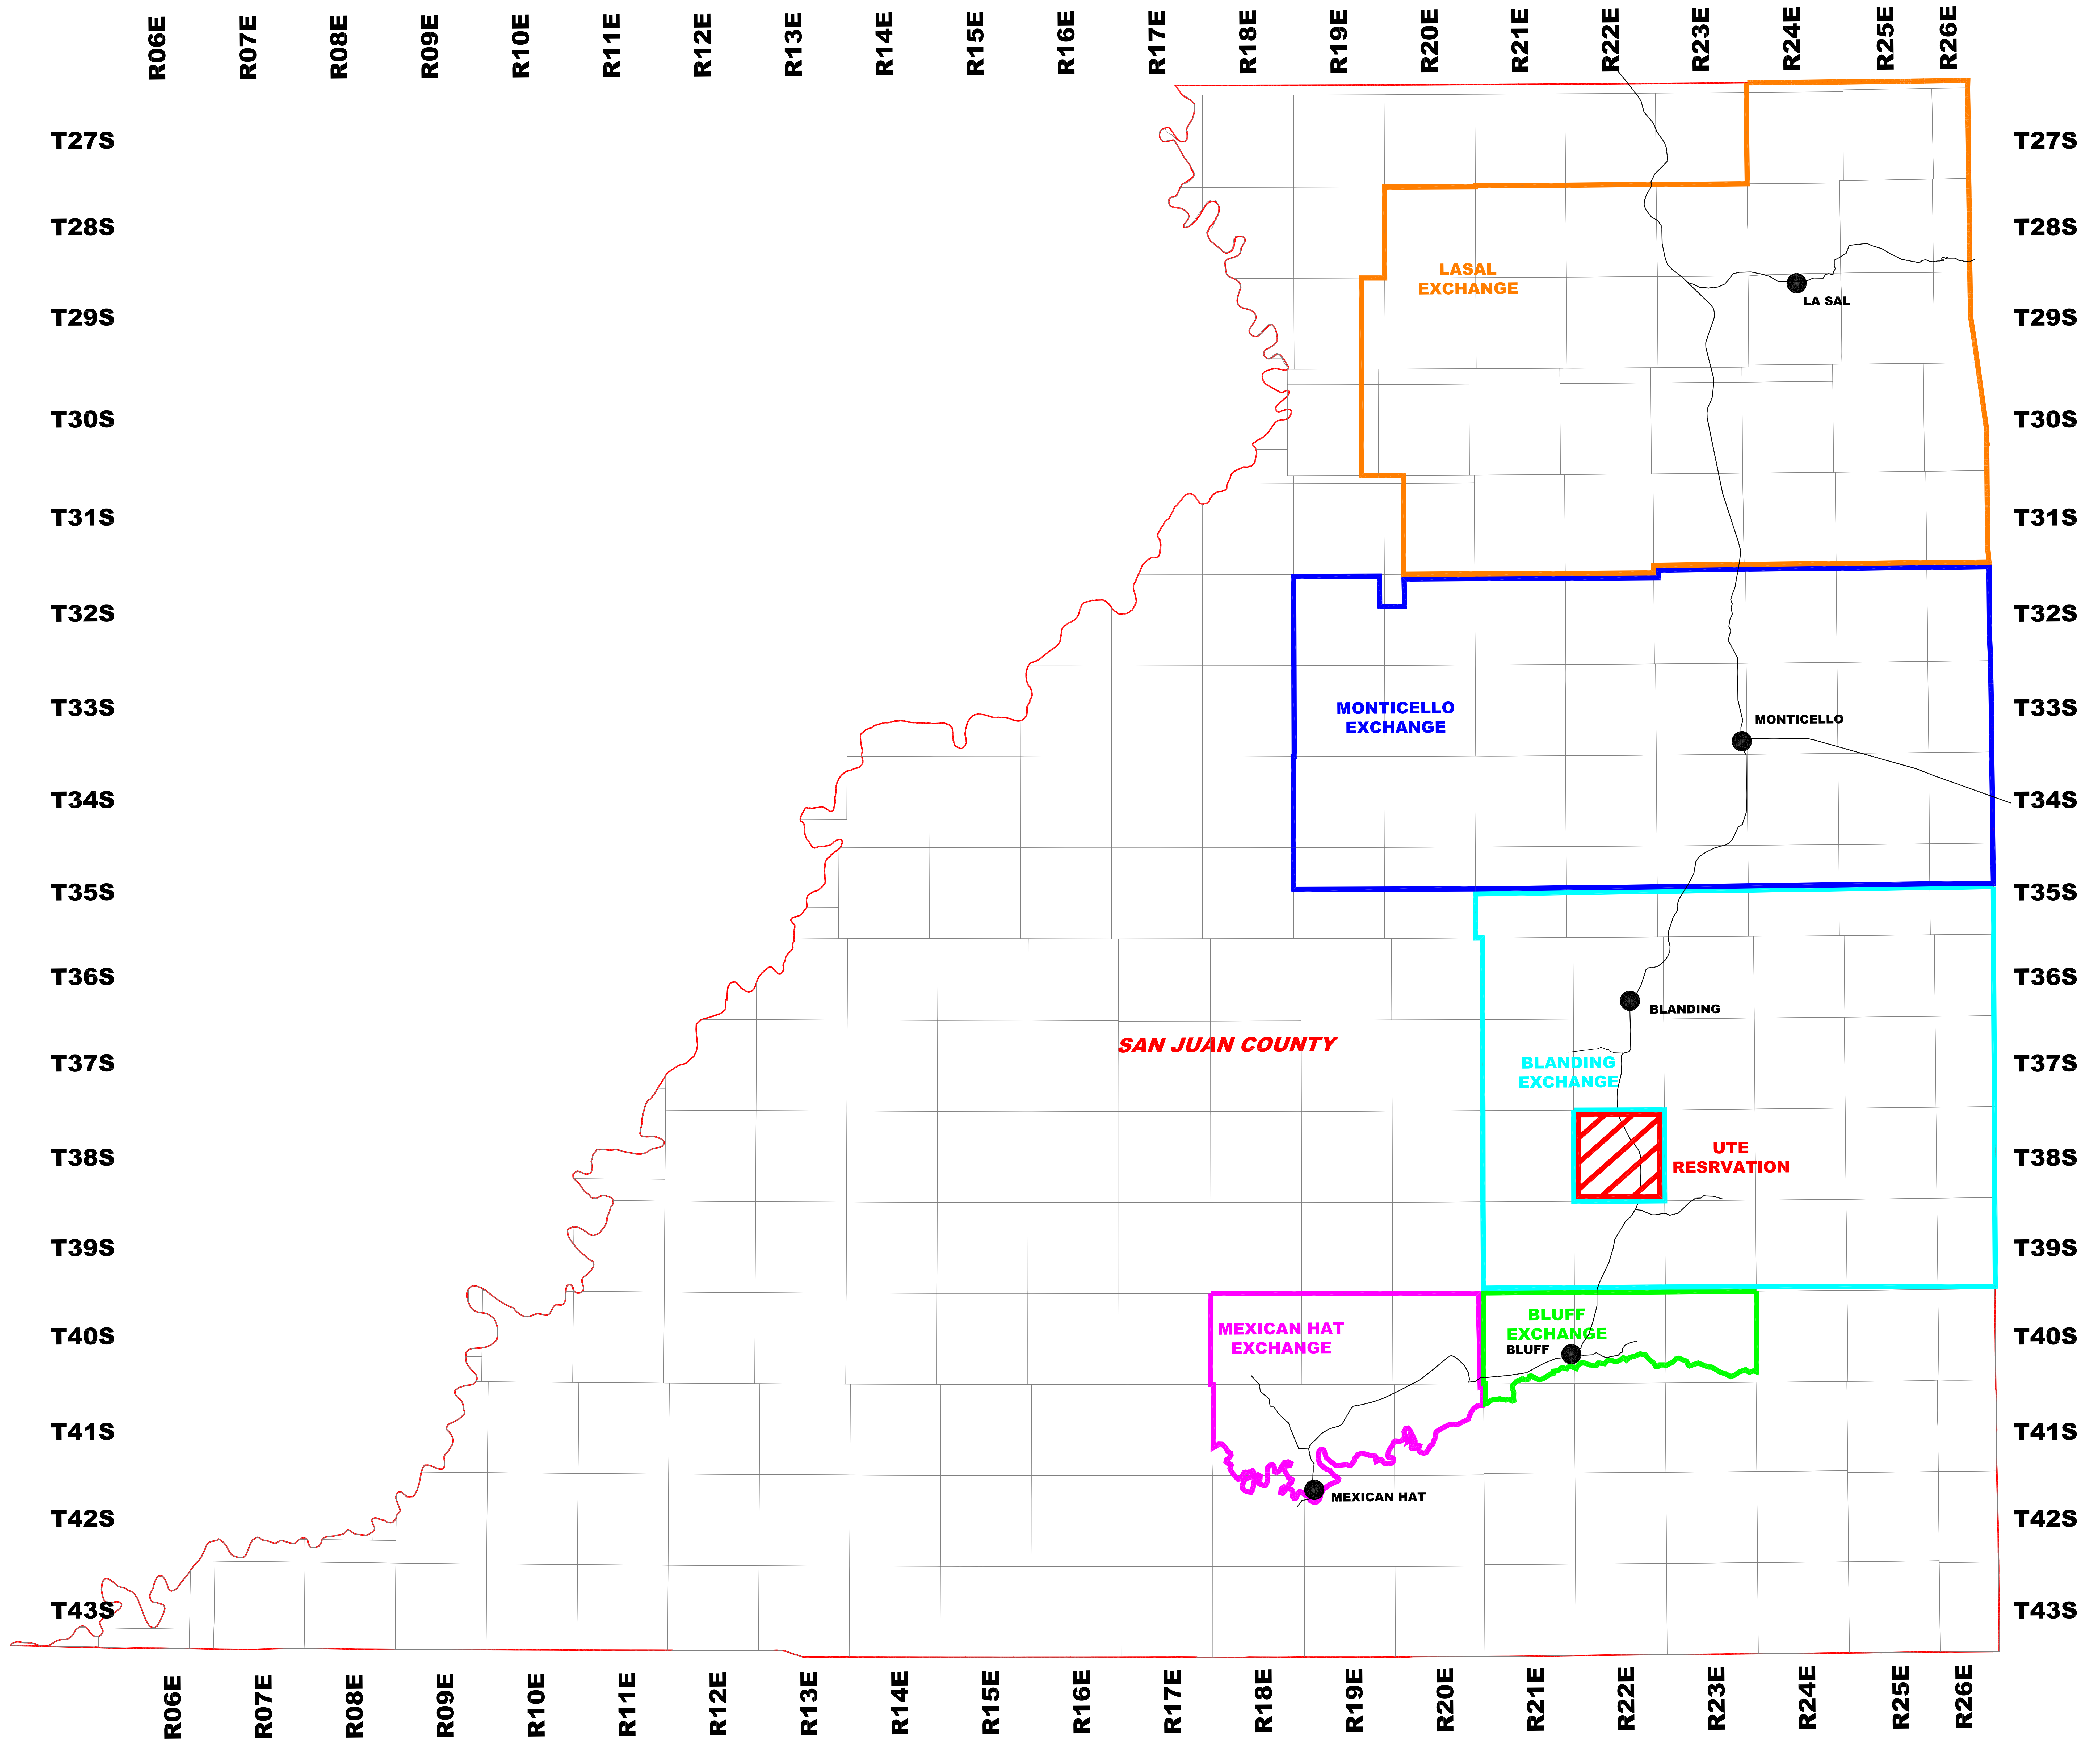 R06E R07E R08E R09E R10E R11E R12E R13E R14E R15E R16E R17E R18E R19E R20E R21E R22E R23E R24E R25E R26E
T27S T27S
T28S T28S
LASAL
EXCHANGE
LA SAL
T29S T29S
T30S T30S
T31S T31S
T32S T32S
T33S T33S
MONTICELLO
EXCHANGE
MONTICELLO
T34S T34S
T35S T35S
T36S T36S
BLANDING
SAN JUAN COUNTY
T37S T37S
BLANDING
EXCHANGE
T38S T38S
UTE
RESRVATION
T39S T39S
T40S T40S
MEXICAN HAT
EXCHANGE
BLUFF
EXCHANGE
BLUFF
T41S T41S
MEXICAN HAT
T42S T42S
T43S T43S
R06E R07E R08E R09E R10E R11E R12E R13E R14E R15E R16E R17E R18E R19E R20E R21E R22E R23E R24E R25E R26E